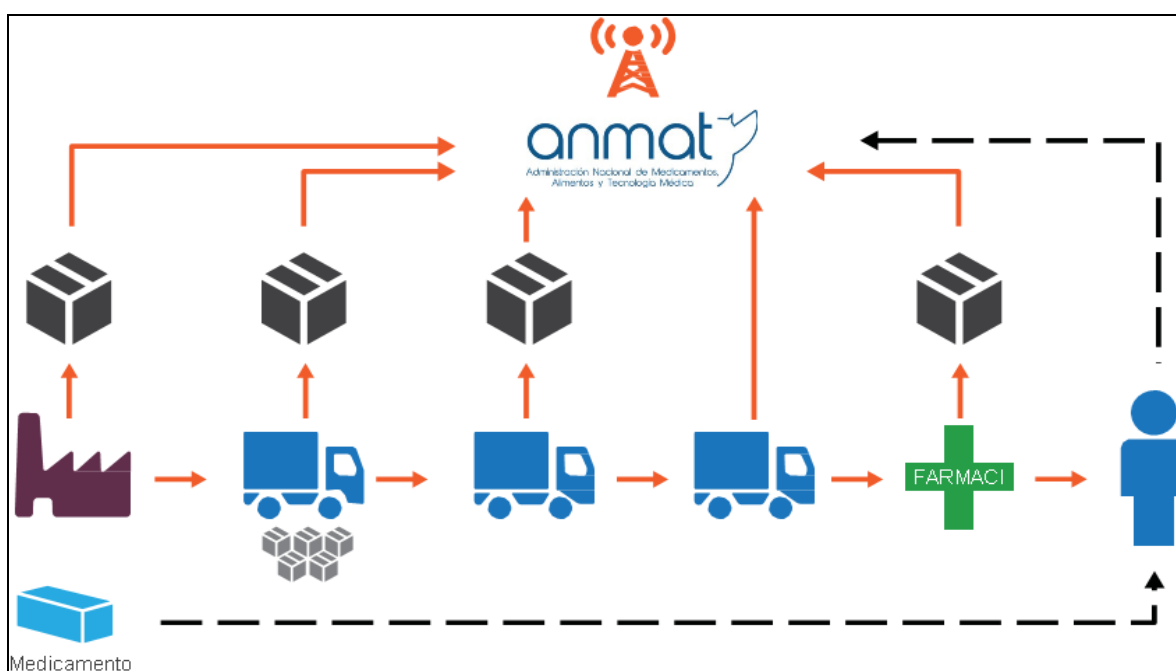 anmat
Administración Nacional de Medicamentos,
Alimentos y Tecnología Médica
FARMACI
Medicamento